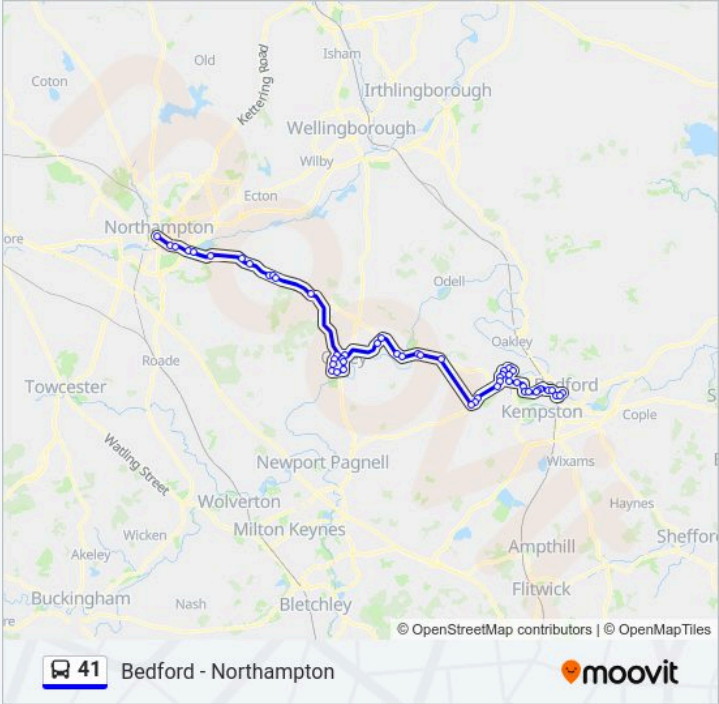 Old
Isham
Coton
Kettering Road
Irthlingborough
Wellingborough
Wilby
Ecton
Northampton
ore
Odell
Oakley
Roade
Bedford
Towcester
Kempston
Cople
S
Watling Street
Newport Pagnell
Wixams
Wolverton
Haynes
Milton Keynes
Wicken
Ampthill
Shefford
Akeley
Flitwick
Buckingham
Nash
Bletchley
re
© OpenStreetMap contributors | © OpenMapTiles
41 Bedford - Northampton
moovit